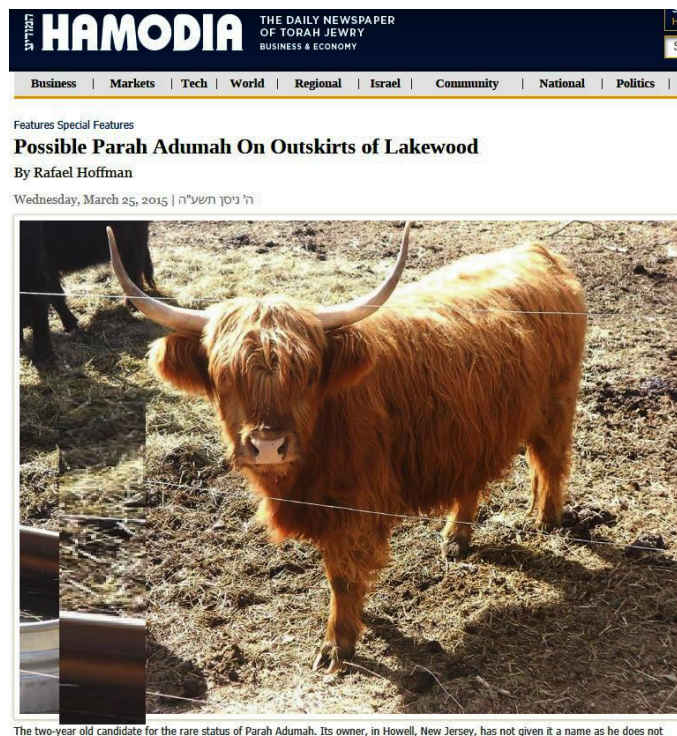 המודיע HAMODIA
THE DAILY NEWSPAPER
OF TORAH JEWRY
BUSINESS & ECONOMY
Business | Markets | Tech | World | Regional | Israel | Community | National | Politics |
Features Special Features
Possible Parah Adumah On Outskirts of Lakewood
By Rafael Hoffman
Wednesday, March 25, 2015 | ה' ניסן תשע"ה
The two-year old candidate for the rare status of Parah Adumah. Its owner, in Howell, New Jersey, has not given it a name as he does not